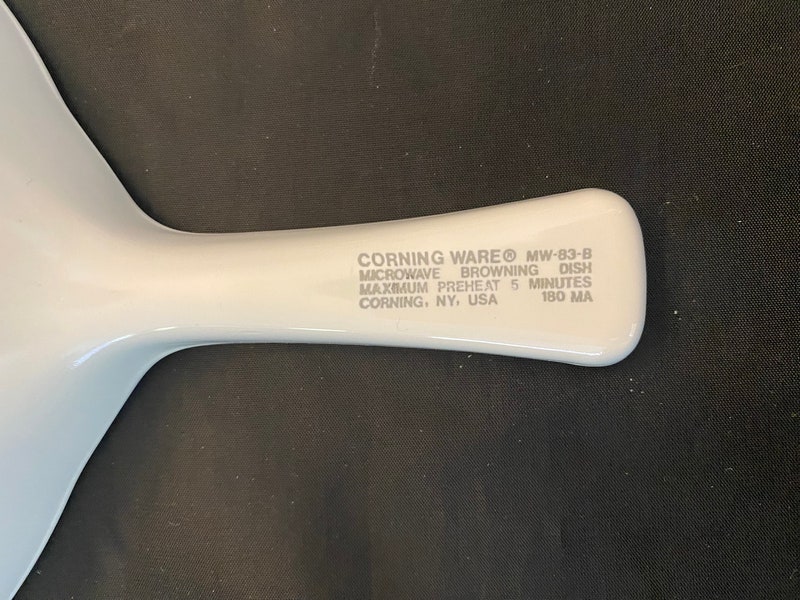 CORNING WARE® MW-83-B
MICROWAVE BROWNING DISH
MAXIMUM PREHEAT 5 MINUTES
CORNING, NY, USA 180 MA